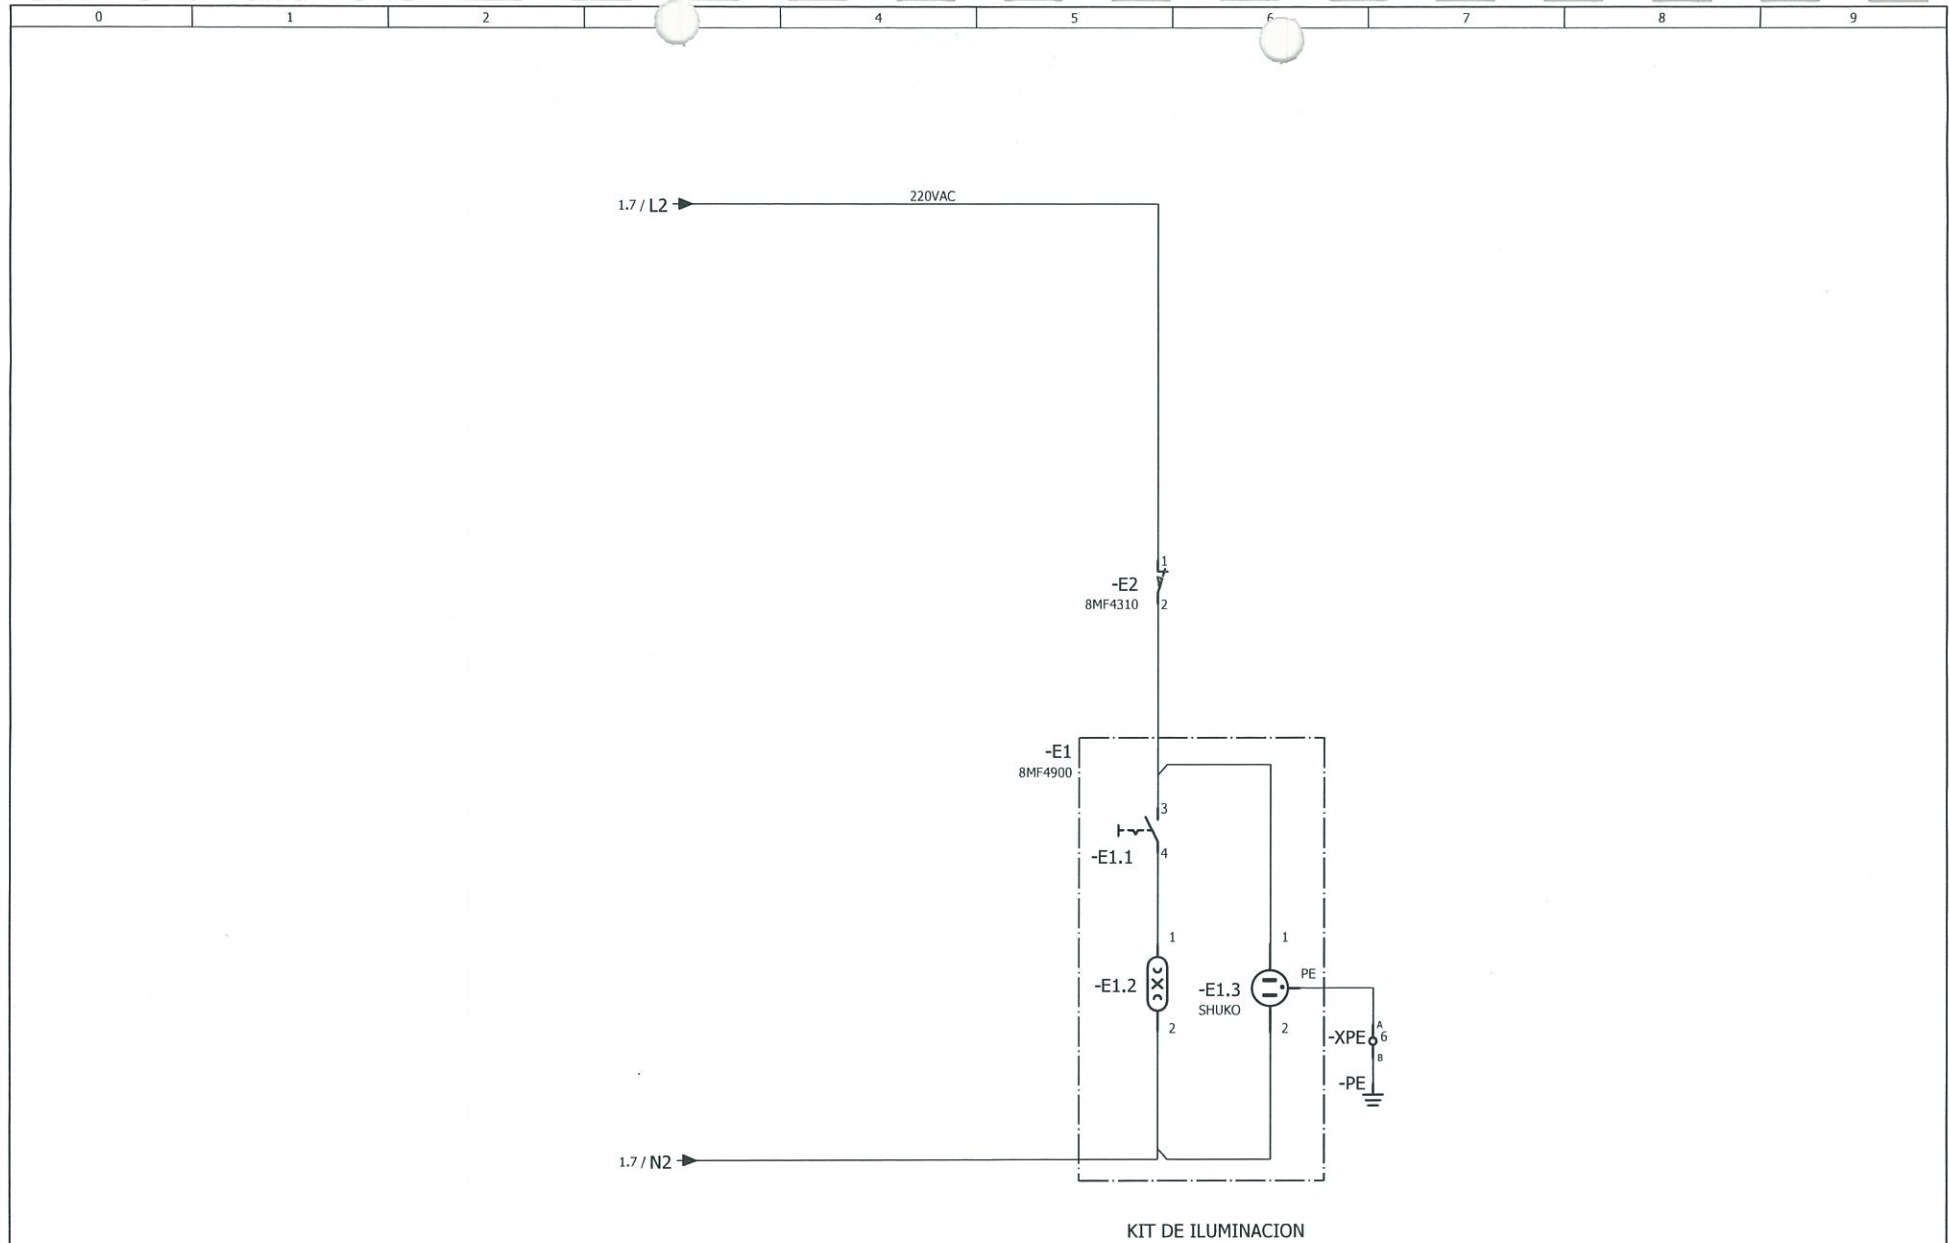 0 1 2 4 5 6 7 8 9
220VAC
1.7 / L2
1
-E2
8MF4310 2
-E1
8MF4900
3
-E1.1 4
1 1
PE
-E1.2 -E1.3
SHUKO
2 2
A
-XPE 6
B
-PE
1.7 / N2
KIT DE ILUMINACION